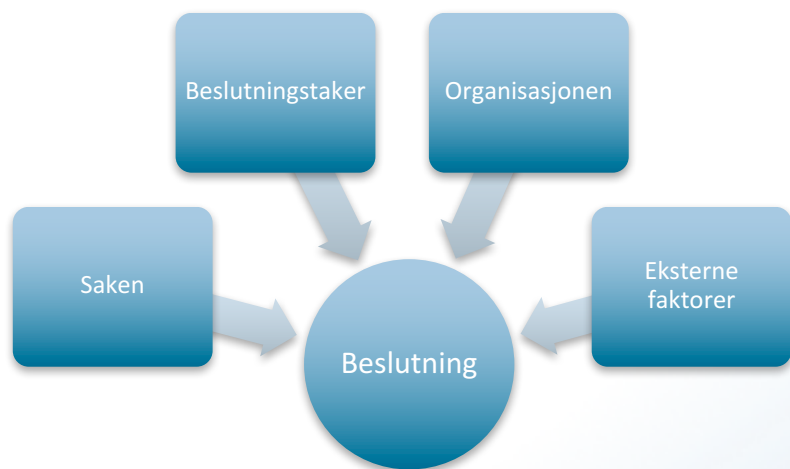 Beslutningstaker
Organisasjonen
Saken
Eksterne
faktorer
Beslutning